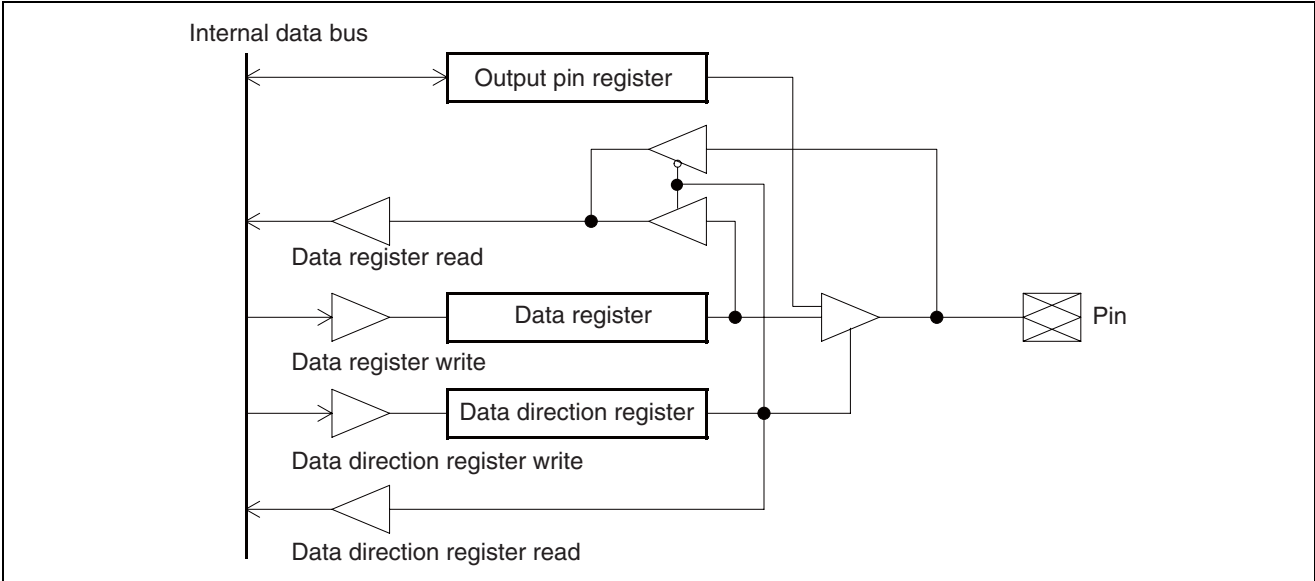 Internal data bus
Output pin register
Data register read
Data register
Pin
Data register write
Data direction register
Data direction register write
Data direction register read